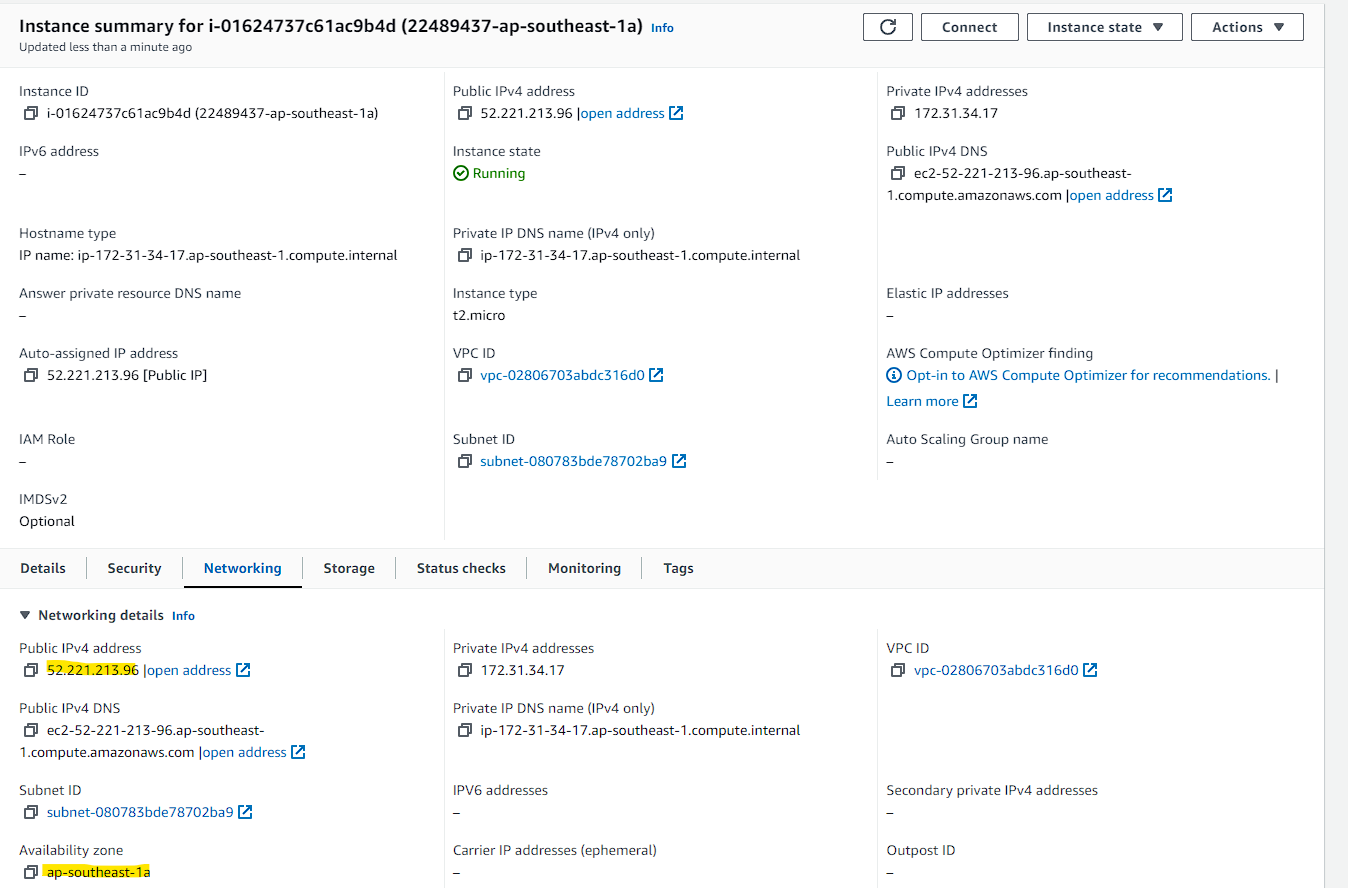 Instance summary for i-01624737c61ac9b4d (22489437-ap-southeast-1a) Info
Updated less than a minute ago
Connect
Instance state
Actions
Instance ID
i-01624737c61ac9b4d (22489437-ap-southeast-1a)
Public IPv4 address
52.221.213.96 |open address
Private IPv4 addresses
172.31.34.17
IPv6 address
–
Instance state
Running
Public IPv4 DNS
ec2-52-221-213-96.ap-southeast-
1.compute.amazonaws.com |open address
Hostname type
IP name: ip-172-31-34-17.ap-southeast-1.compute.internal
Private IP DNS name (IPv4 only)
ip-172-31-34-17.ap-southeast-1.compute.internal
Answer private resource DNS name
–
Instance type
t2.micro
Elastic IP addresses
–
Auto-assigned IP address
52.221.213.96 [Public IP]
VPC ID
vpc-02806703abdc316d0
AWS Compute Optimizer finding
Opt-in to AWS Compute Optimizer for recommendations. |
Learn more
IAM Role
–
Subnet ID
subnet-080783bde78702ba9
Auto Scaling Group name
–
IMDSv2
Optional
Details
Security
Networking
Storage
Status checks
Monitoring
Tags
Networking details Info
Public IPv4 address
52.221.213.96 |open address
Private IPv4 addresses
172.31.34.17
VPC ID
vpc-02806703abdc316d0
Public IPv4 DNS
ec2-52-221-213-96.ap-southeast-
1.compute.amazonaws.com |open address
Private IP DNS name (IPv4 only)
ip-172-31-34-17.ap-southeast-1.compute.internal
Subnet ID
subnet-080783bde78702ba9
IPV6 addresses
–
Secondary private IPv4 addresses
–
Availability zone
ap-southeast-1a
Carrier IP addresses (ephemeral)
–
Outpost ID
–